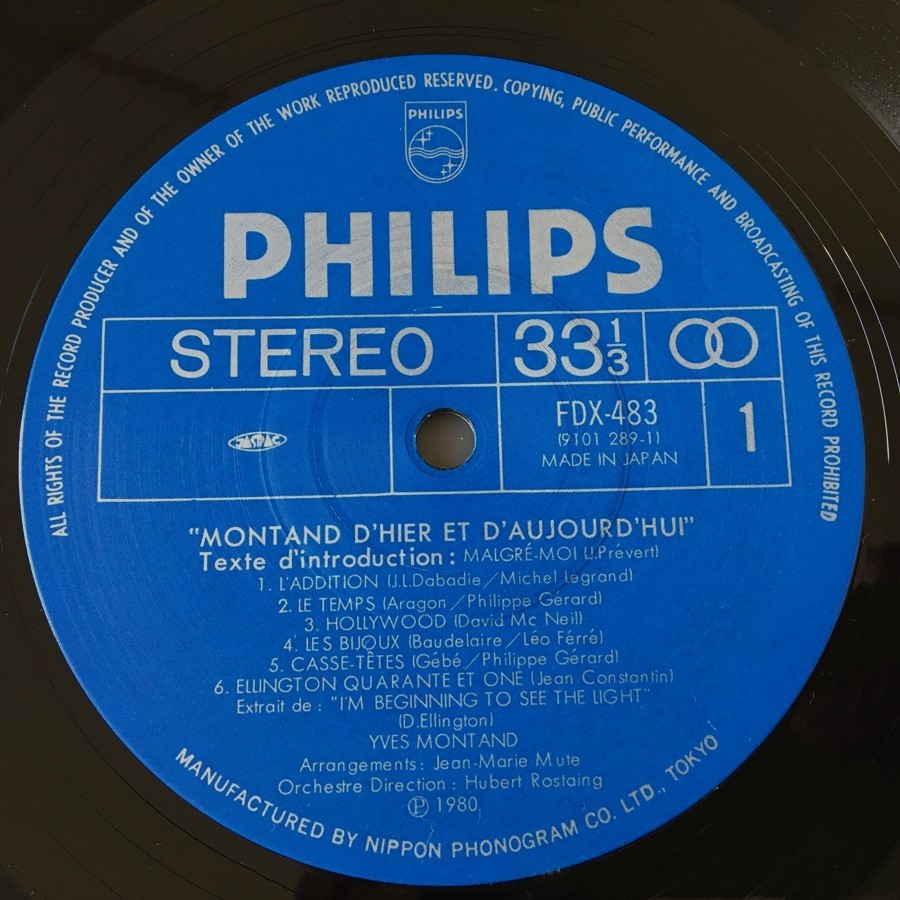 ALL RIGHTS OF THE RECORD PRODUCER AND OF THE OWNER OF THE WORK REPRODUCED RESERVED. COPYING, PUBLIC PERFORMANCE AND BROADCASTING OF THIS RECORD PROHIBITED
PHILIPS
PHILIPS
STEREO 33 1/3
JASRAC FDX-483 1
(9101 289-1)
MADE IN JAPAN
"MONTAND D'HIER ET D'AUJOURD'HUI"
Texte d'introduction : MALGRÉ-MOI (J.Prévert)
1. L'ADDITION (J.L.Dabadie／Michel Legrand)
2. LE TEMPS (Aragon／Philippe Gérard)
3. HOLLYWOOD (David Mc Neil)
4. LES BIJOUX (Baudelaire／Léo Férré)
5. CASSE-TÊTES (Gébé／Philippe Gérard)
6. ELLINGTON QUARANTE ET ONE (Jean Constantin)
Extrait de : "I'M BEGINNING TO SEE THE LIGHT"
(D.Ellington)
YVES MONTAND
Arrangements : Jean-Marie Mute
Orchestre Direction : Hubert Rostaing
℗ 1980
MANUFACTURED BY NIPPON PHONOGRAM CO. LTD., TOKYO